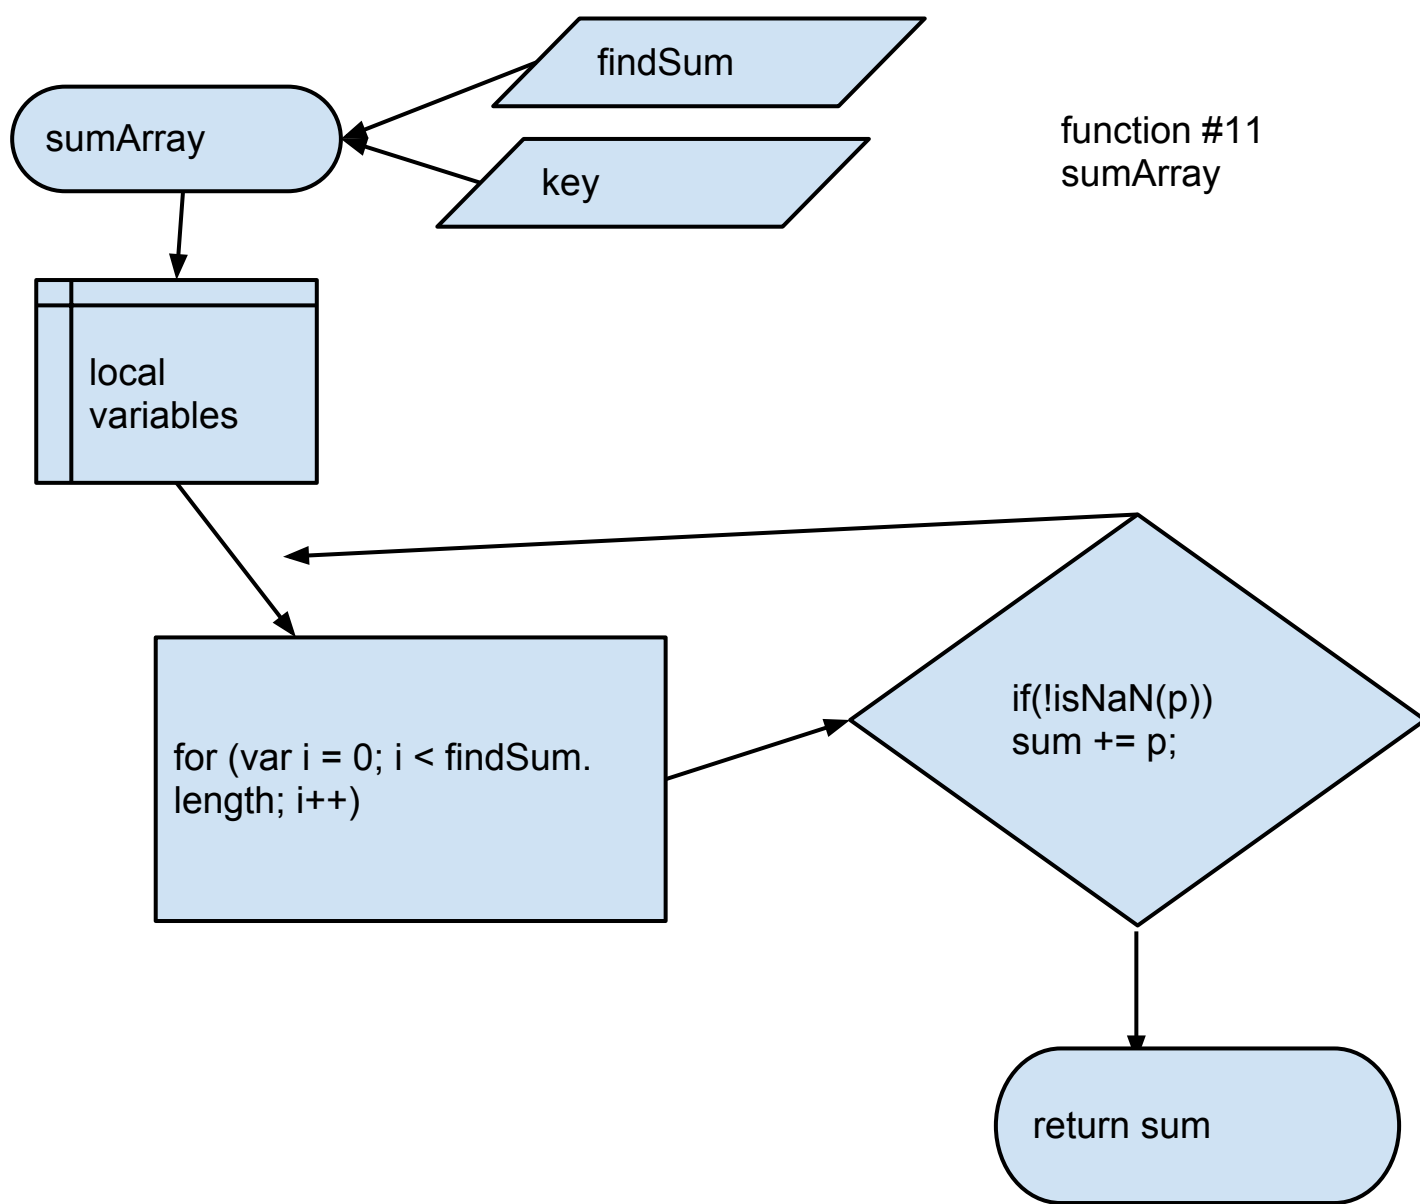 findSum
sumArray
key
function #11
sumArray
local
variables
for (var i = 0; i < findSum.
length; i++)
if(!isNaN(p))
sum += p;
return sum